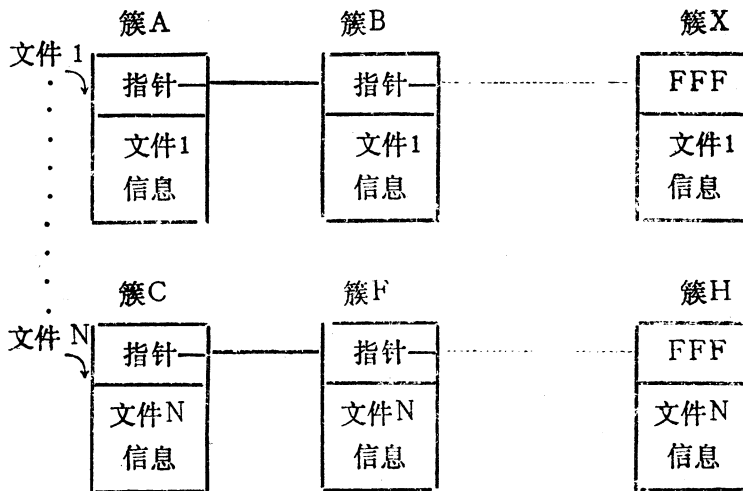 簇A 簇B 簇X
文件 1
指针 指针 FFF
文件1 文件1 文件1
信息 信息 信息
簇C 簇F 簇H
文件 N
指针 指针 FFF
文件N 文件N 文件N
信息 信息 信息